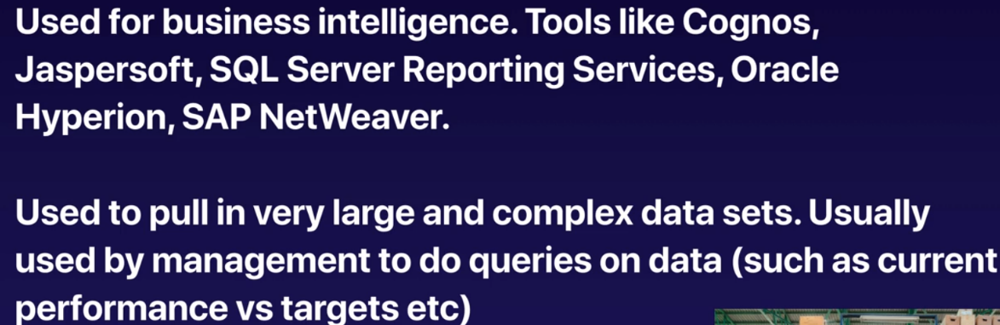 Used for business intelligence. Tools like Cognos,
Jaspersoft, SQL Server Reporting Services, Oracle
Hyperion, SAP NetWeaver.
Used to pull in very large and complex data sets. Usually
used by management to do queries on data (such as current
performance vs targets etc)